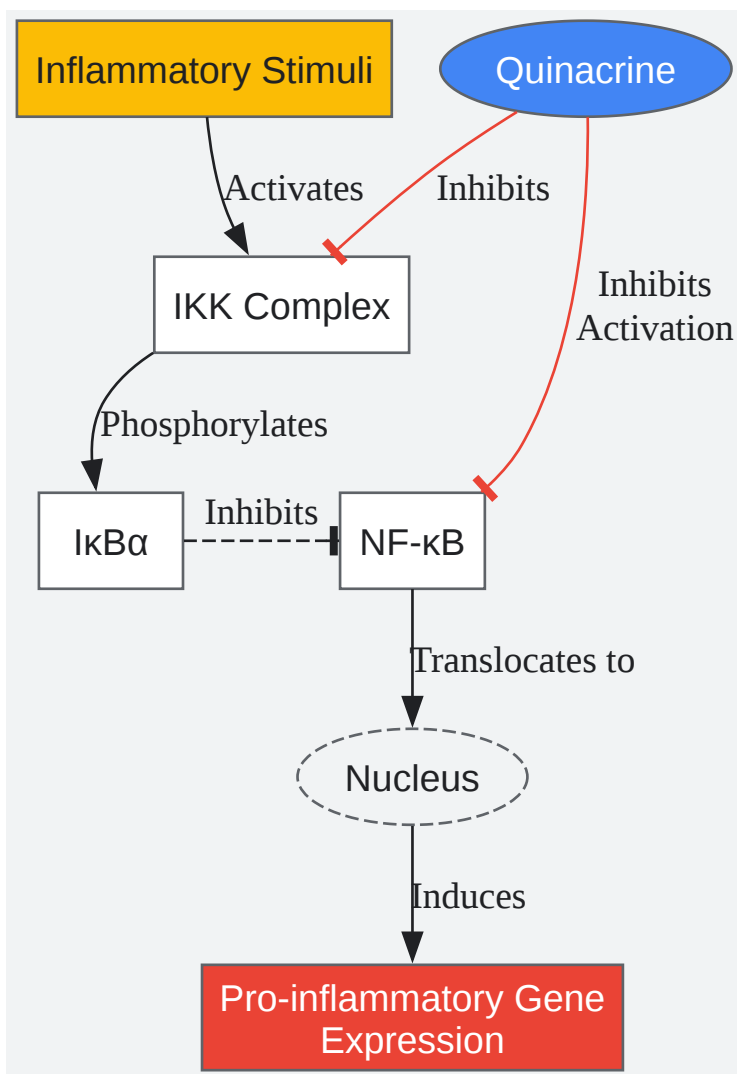 Inflammatory Stimuli
Quinacrine
Activates
Inhibits
IKK Complex
Inhibits
Activation
Phosphorylates
IκBα
Inhibits
NF-κB
Translocates to
Nucleus
Induces
Pro-inflammatory Gene
Expression